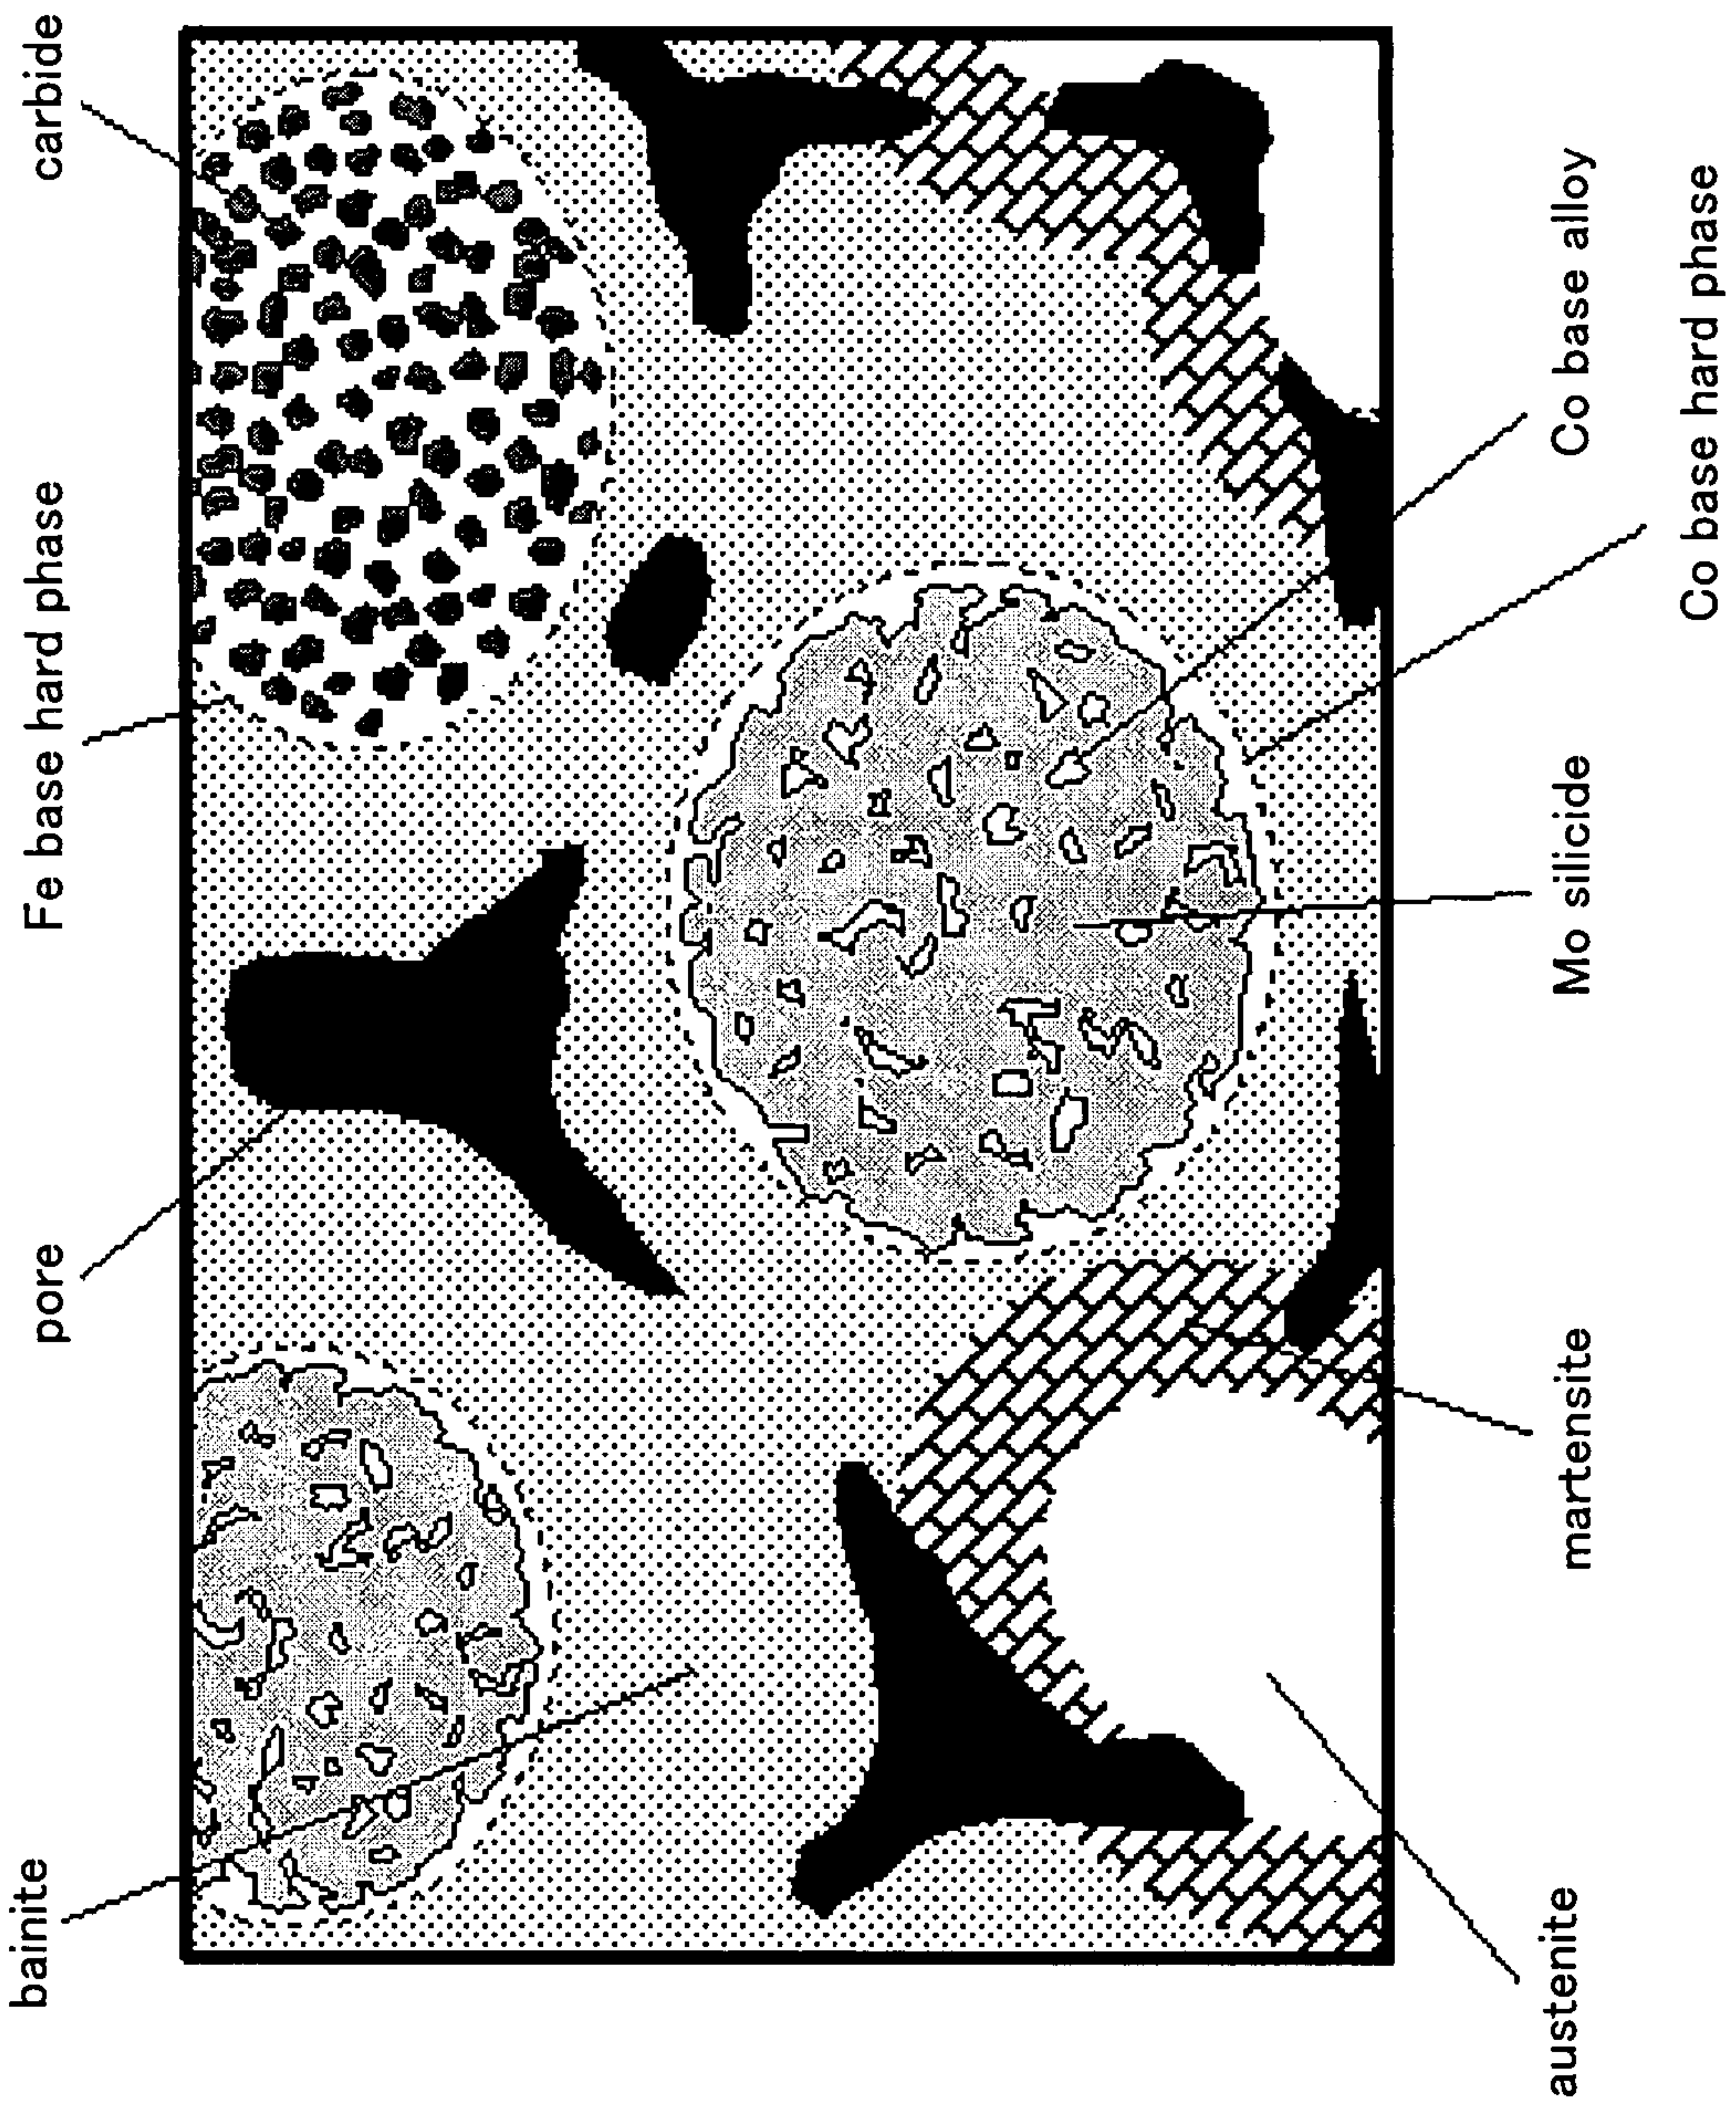 bainite
pore
Fe base hard phase
carbide
austenite
martensite
Mo silicide
Co base alloy
Co base hard phase